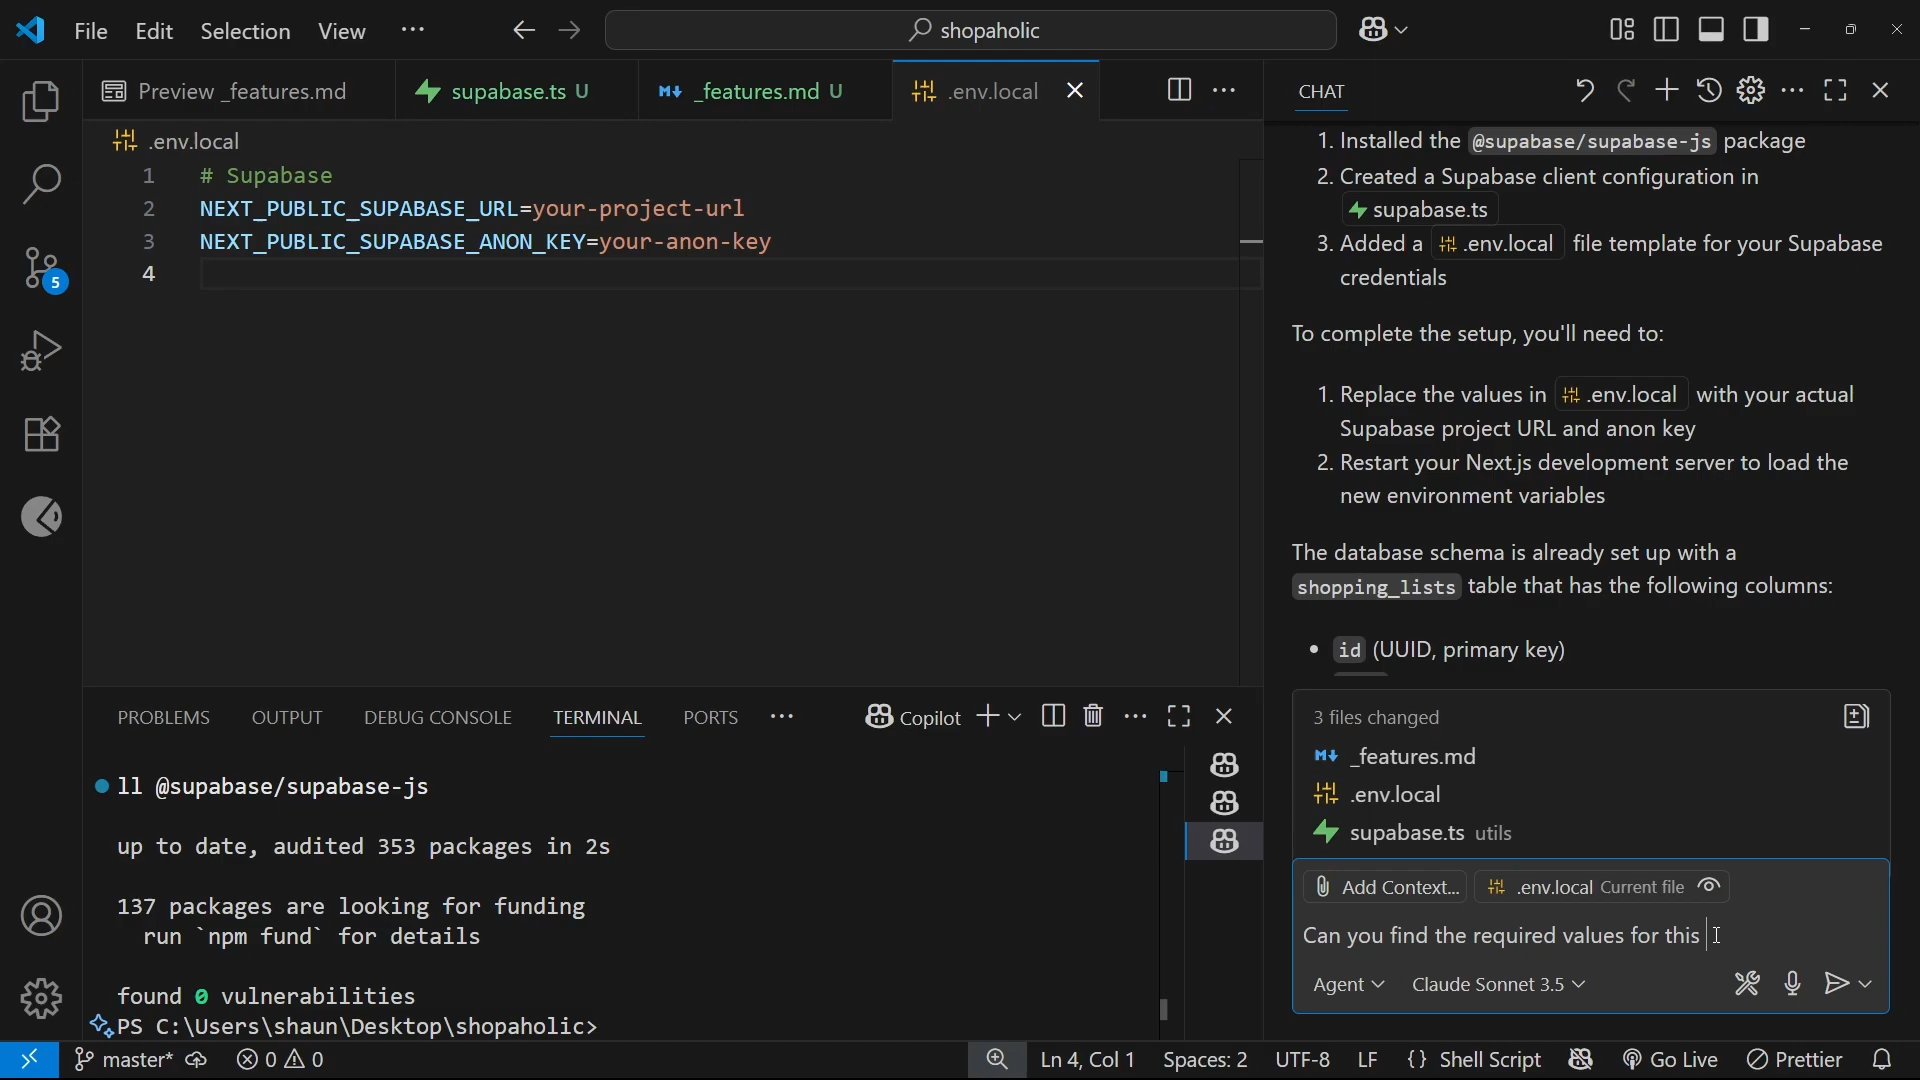 File Edit Selection View ···
shopaholic
Preview _features.md
supabase.ts U
_features.md U
.env.local
.env.local
1 # Supabase
2 NEXT_PUBLIC_SUPABASE_URL=your-project-url
3 NEXT_PUBLIC_SUPABASE_ANON_KEY=your-anon-key
4
5
PROBLEMS OUTPUT DEBUG CONSOLE TERMINAL PORTS ···
Copilot
ll @supabase/supabase-js
up to date, audited 353 packages in 2s
137 packages are looking for funding
run `npm fund` for details
found 0 vulnerabilities
PS C:\Users\shaun\Desktop\shopaholic>
CHAT
1. Installed the @supabase/supabase-js package
2. Created a Supabase client configuration in
supabase.ts
3. Added a .env.local file template for your Supabase
credentials
To complete the setup, you'll need to:
1. Replace the values in .env.local with your actual
Supabase project URL and anon key
2. Restart your Next.js development server to load the
new environment variables
The database schema is already set up with a
shopping_lists table that has the following columns:
• id (UUID, primary key)
3 files changed
_features.md
.env.local
supabase.ts utils
Add Context... .env.local Current file
Can you find the required values for this
Agent Claude Sonnet 3.5
master* 0 0 Ln 4, Col 1 Spaces: 2 UTF-8 LF {} Shell Script Go Live Prettier